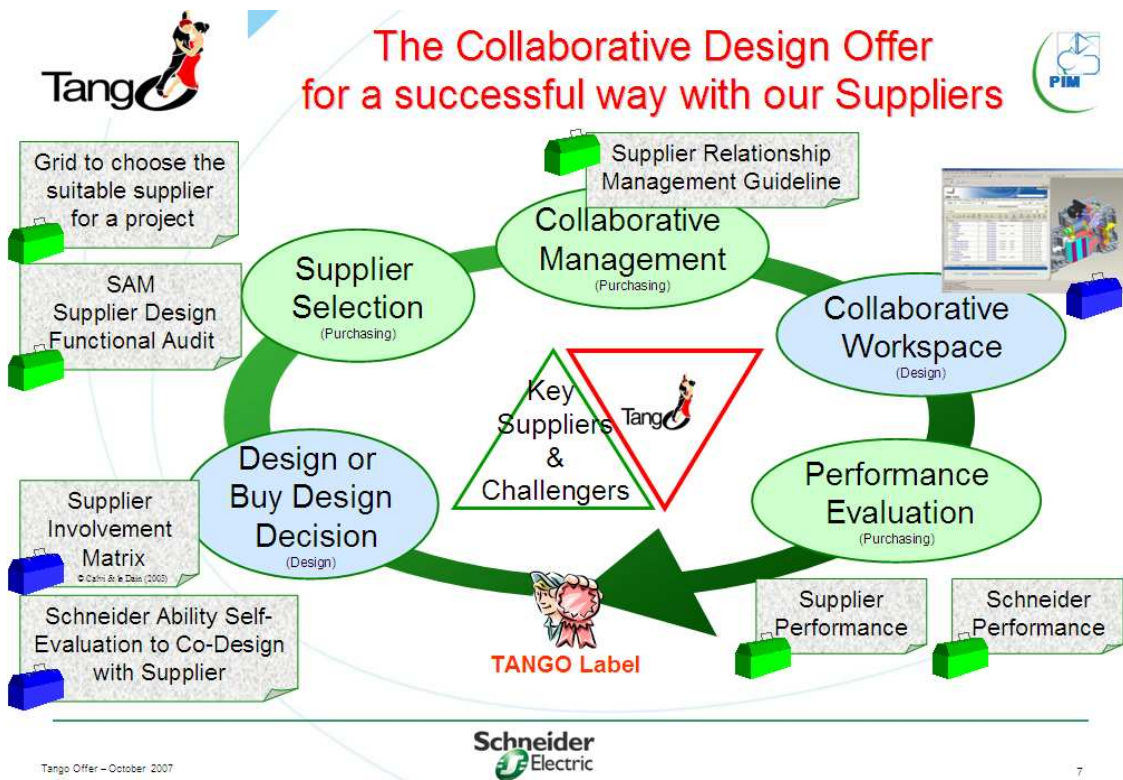 Tango
The Collaborative Design Offer
for a successful way with our Suppliers
PIM
Grid to choose the
suitable supplier
for a project
Supplier Relationship
Management Guideline
SAM
Supplier Design
Functional Audit
Supplier
Selection
(Purchasing)
Collaborative
Management
(Purchasing)
Collaborative
Workspace
(Design)
Key
Suppliers
&
Challengers
Tango
Design or
Buy Design
Decision
(Design)
Performance
Evaluation
(Purchasing)
Supplier
Involvement
Matrix
© Calvi & le Dain (2003)
Schneider Ability Self-
Evaluation to Co-Design
with Supplier
TANGO Label
Supplier
Performance
Schneider
Performance
Tango Offer – October 2007
Schneider
Electric
7